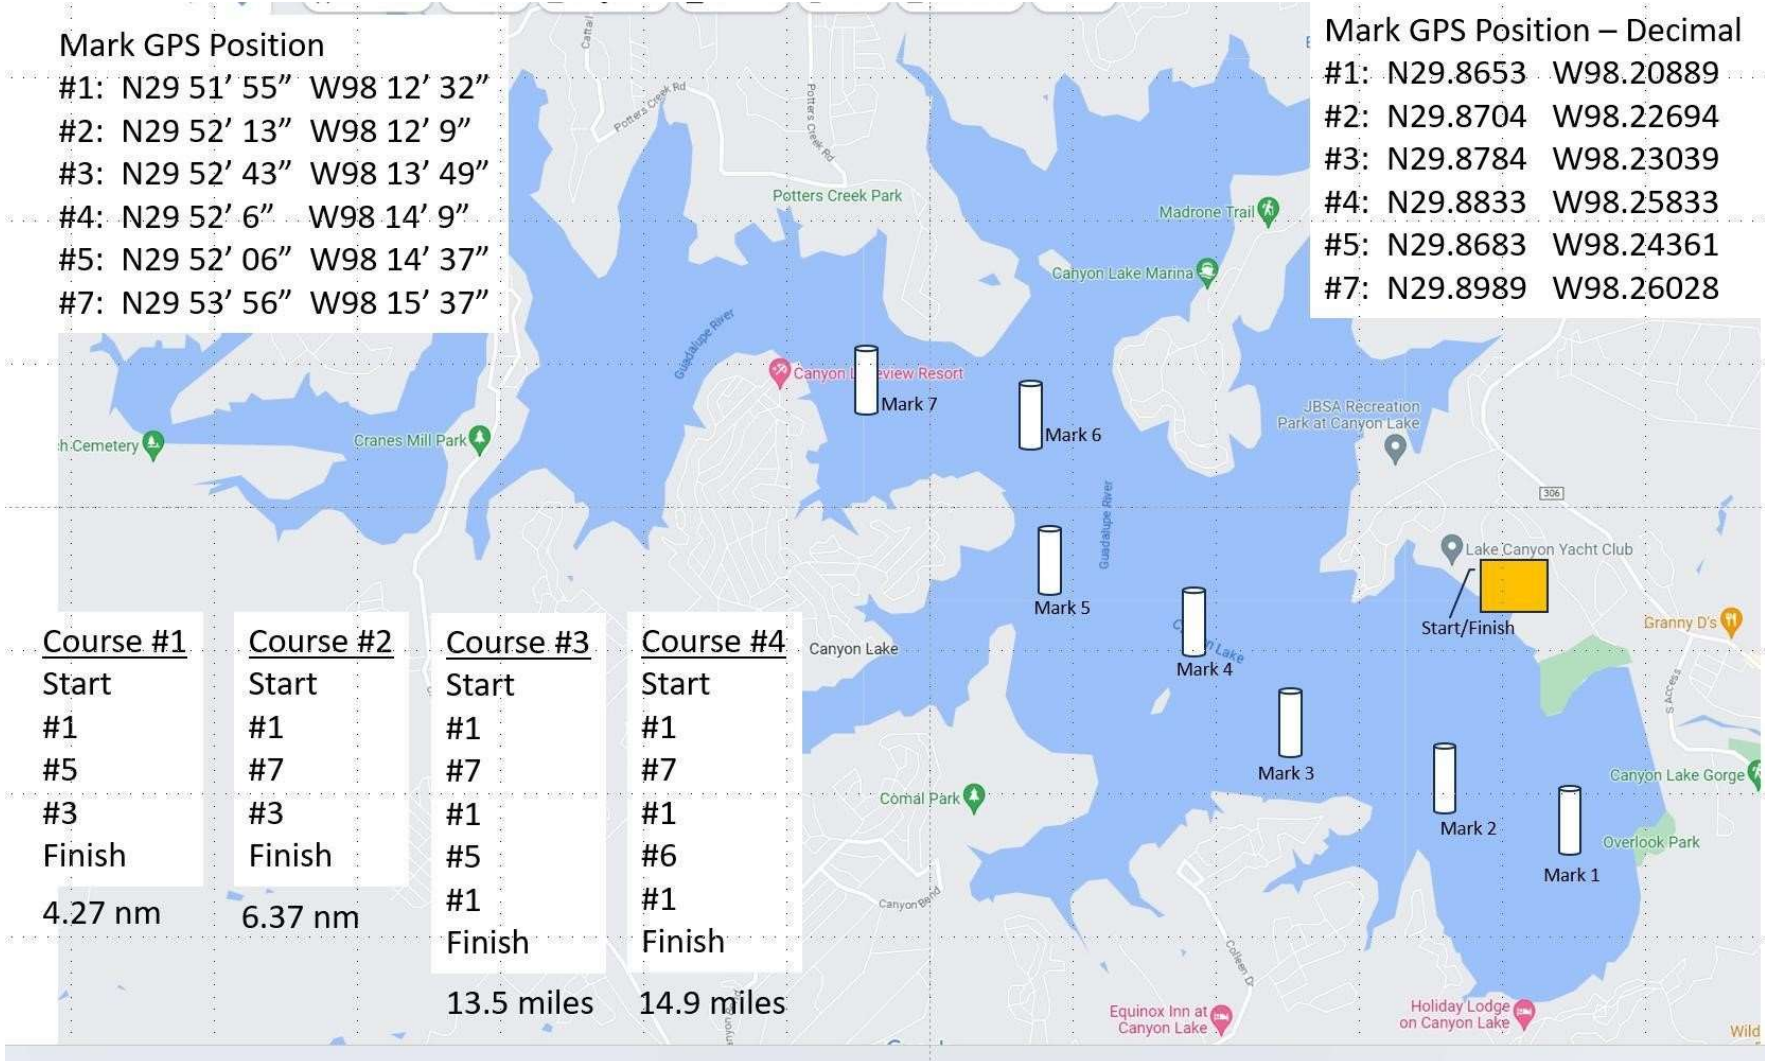 Mark GPS Position
#1: N29 51’ 55” W98 12’ 32”
#2: N29 52’ 13” W98 12’ 9”
#3: N29 52’ 43” W98 13’ 49”
#4: N29 52’ 6” W98 14’ 9”
#5: N29 52’ 06” W98 14’ 37”
#7: N29 53’ 56” W98 15’ 37”
Mark GPS Position – Decimal
#1: N29.8653 W98.20889
#2: N29.8704 W98.22694
#3: N29.8784 W98.23039
#4: N29.8833 W98.25833
#5: N29.8683 W98.24361
#7: N29.8989 W98.26028
Cattail
Potters Creek Rd
Potters Creek Rd
Potters Creek Park
Madrone Trail
Canyon Lake Marina
Guadalupe River
Canyon Lakeview Resort
Mark 7
Mark 6
JBSA Recreation
Park at Canyon Lake
Cranes Mill Park
h Cemetery
306
Guadalupe River
Lake Canyon Yacht Club
Mark 5
Start/Finish
Granny D's
Canyon Lake
Canyon Lake
Mark 4
S Access
Mark 3
Canyon Lake Gorge
Comal Park
Mark 2
Overlook Park
Mark 1
Canyon Bend
Colleen Dr
Equinox Inn at
Canyon Lake
Holiday Lodge
on Canyon Lake
Wild
Course #1
Start
#1
#5
#3
Finish
4.27 nm
Course #2
Start
#1
#7
#3
Finish
6.37 nm
Course #3
Start
#1
#7
#1
#5
#1
Finish
13.5 miles
Course #4
Start
#1
#7
#1
#6
#1
Finish
14.9 miles